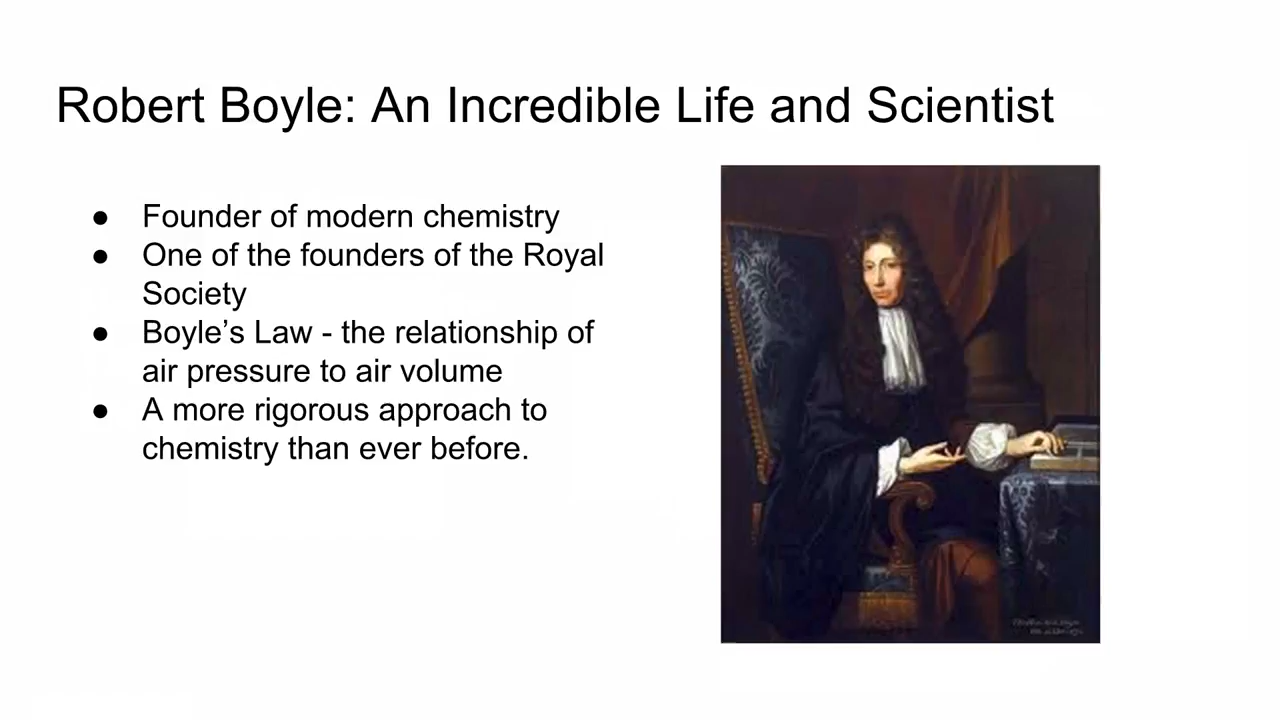 Robert Boyle: An Incredible Life and Scientist
● Founder of modern chemistry
● One of the founders of the Royal
Society
● Boyle’s Law - the relationship of
air pressure to air volume
● A more rigorous approach to
chemistry than ever before.